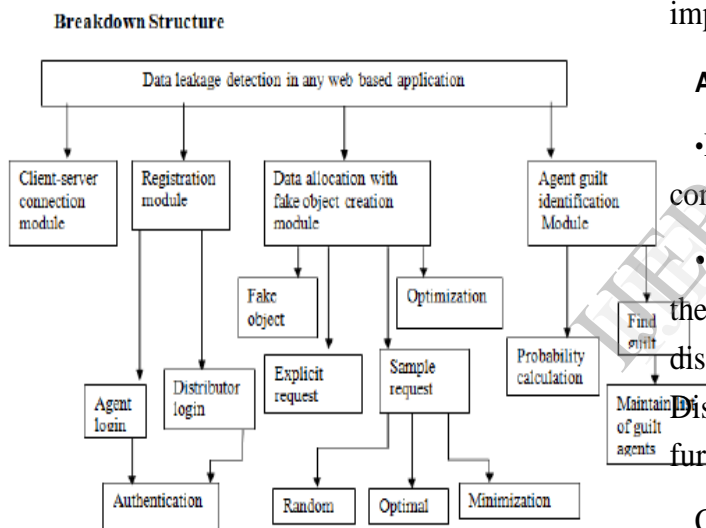 Breakdown Structure
Data leakage detection in any web based application
Client-server
connection
module
Registration
module
Data allocation with
fake object creation
module
Agent guilt
identification
Module
Fake
object
Optimization
Explicit
request
Sample
request
Probability
calculation
Find
guilt
Agent
login
Distributor
login
Maintain
of guilt
agents
Authentication
Random
Optimal
Minimization
imp
A
con
the
dis
Dis
fur